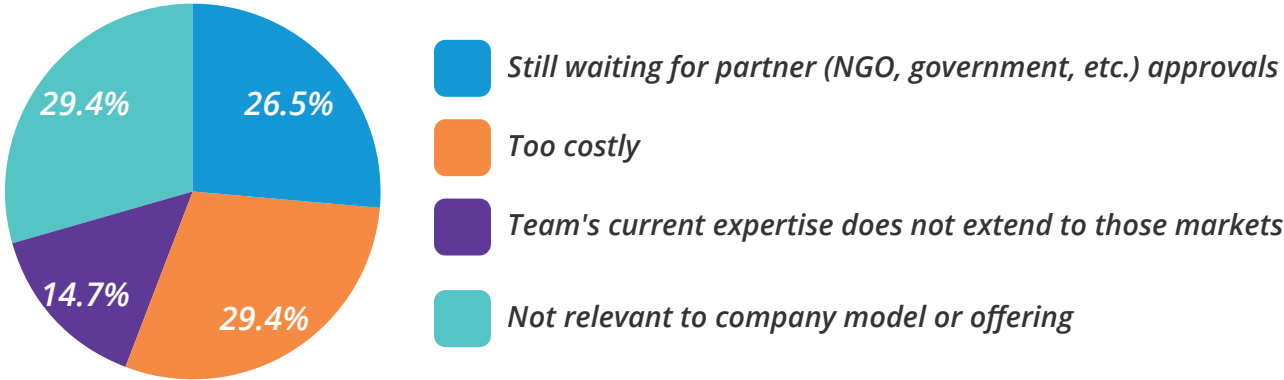 29.4%
26.5%
14.7%
29.4%
Still waiting for partner (NGO, government, etc.) approvals
Too costly
Team's current expertise does not extend to those markets
Not relevant to company model or offering